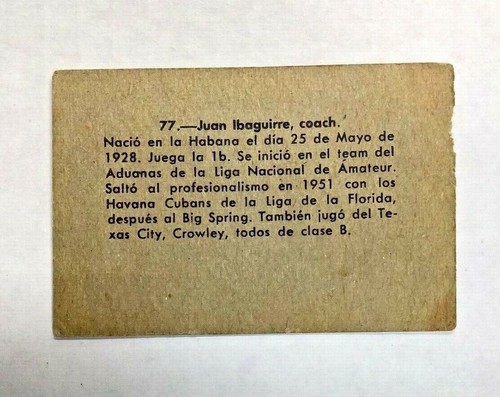 77.—Juan Ibaguirre, coach.
Nació en la Habana el día 25 de Mayo de
1928. Juega la 1b. Se inició en el team del
Aduanas de la Liga Nacional de Ámateur.
Saltó al profesionalismo en 1951 con los
Havana Cubans de la Liga de la Florida,
después al Big Spring. También jugó del Te-
xas City, Crowley, todos de clase B.